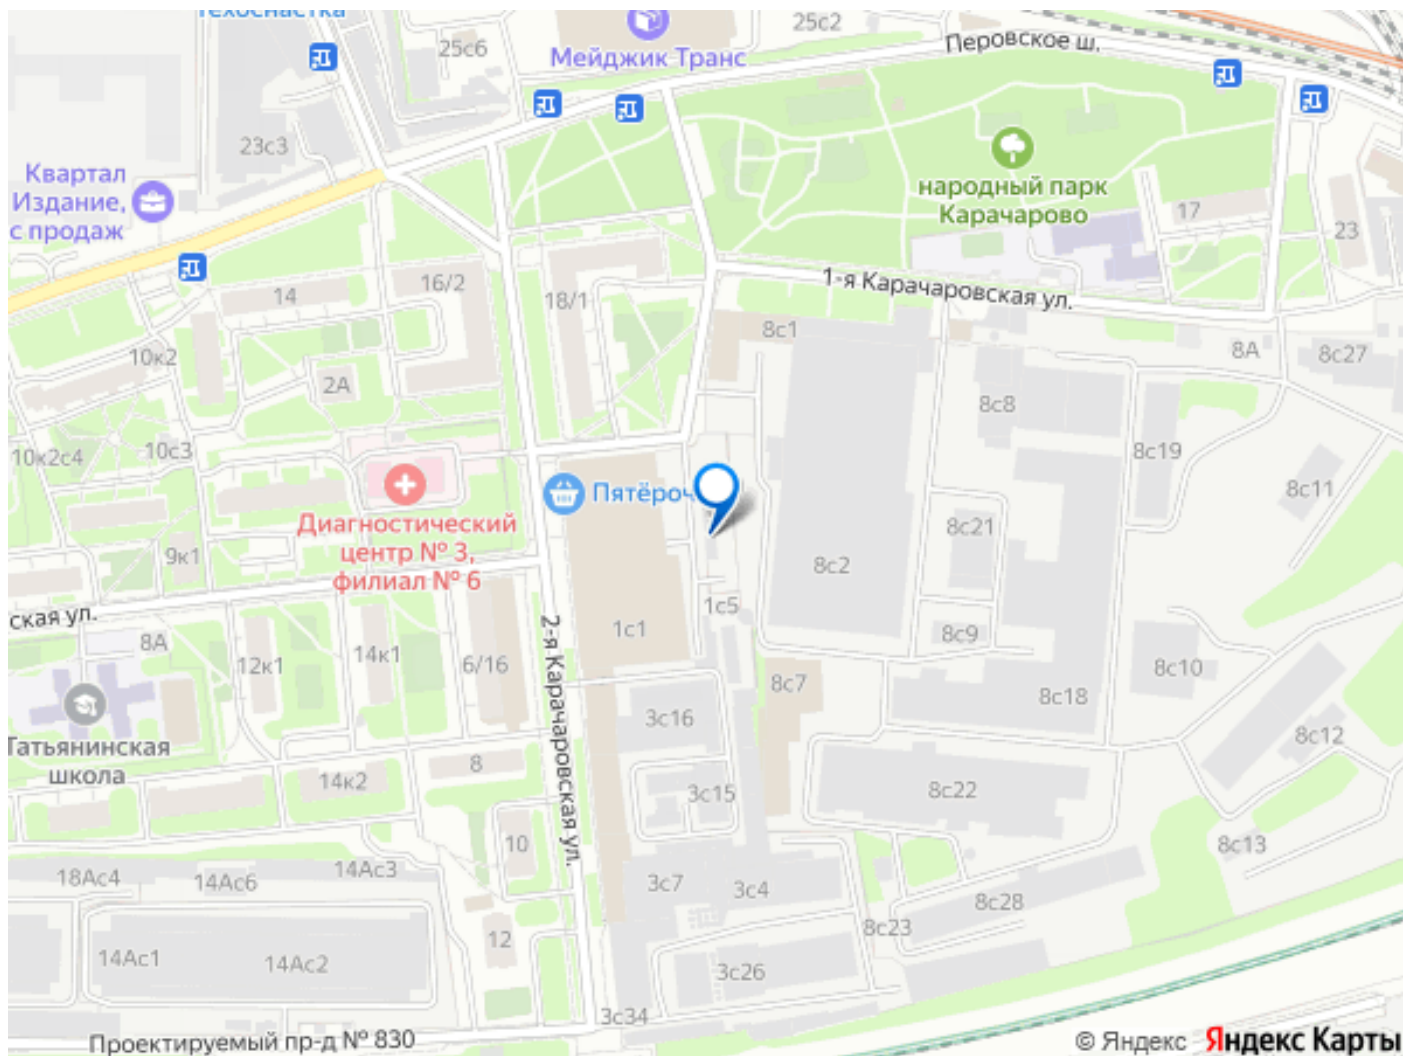 Техоснастка
25с6
Мейджик Транс
25с2
Перовское ш.
23с3
Квартал
Издание,
с продаж
народный парк
Карачарово
17
23
14
16/2
18/1
1-я Карачаровская ул.
8с1
8А
8с27
10к2
2А
8с8
10к2с4
10с3
8с19
Пятёроч
8с11
Диагностический
центр № 3,
филиал № 6
8с21
9к1
8с2
1с5
ская ул.
8А
12к1
14к1
6/16
2-я Карачаровская ул.
1с1
8с9
8с10
8с7
8с18
3с16
Татьянинская
школа
8с12
8
14к2
3с15
8с22
10
8с13
18Ас4
14Ас6
14Ас3
3с7
3с4
8с28
8с23
12
14Ас1
14Ас2
3с26
3с34
Проектируемый пр-д № 830
© Яндекс Яндекс Карты